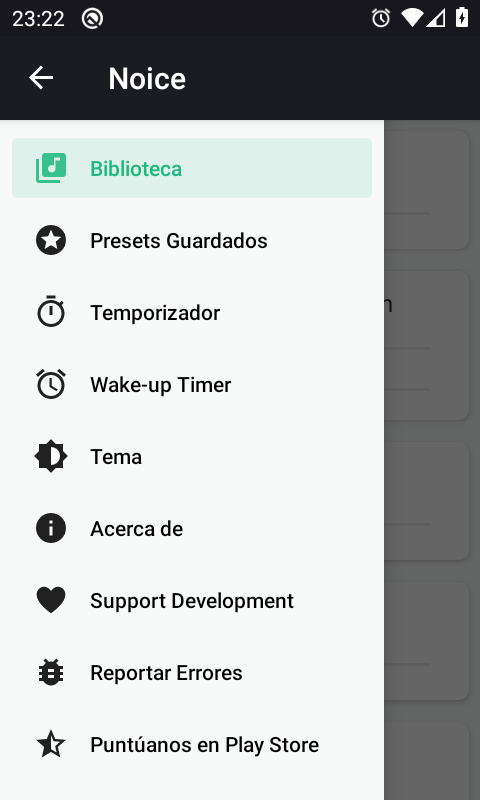 23:22
Noice
Biblioteca
Presets Guardados
Temporizador
Wake-up Timer
Tema
Acerca de
Support Development
Reportar Errores
Puntúanos en Play Store